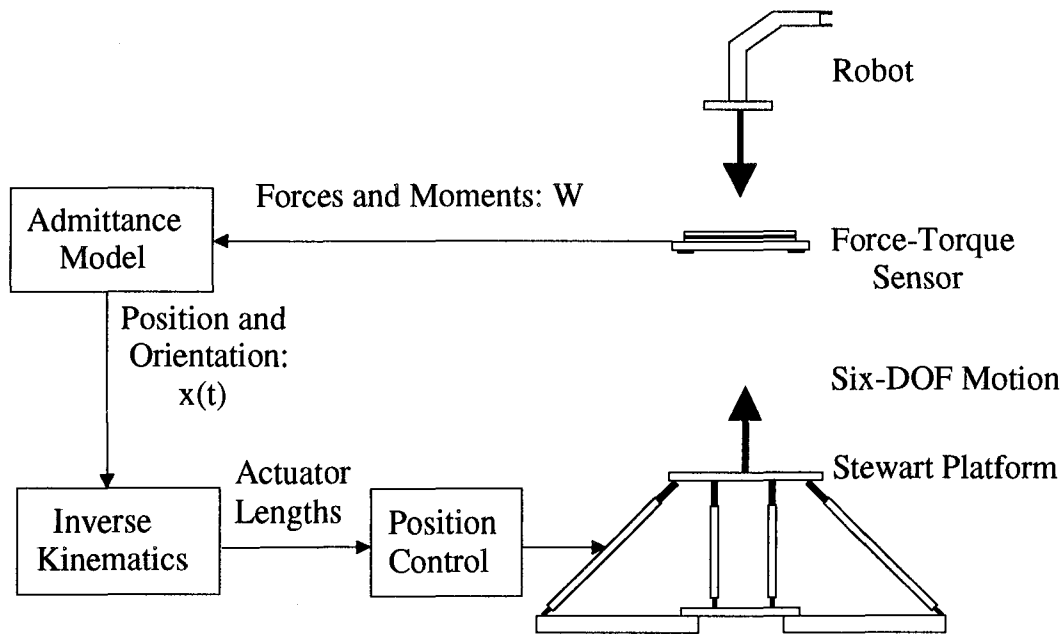 Robot
Forces and Moments: W
Admittance
Model
Force-Torque
Sensor
Position and
Orientation:
x(t)
Six-DOF Motion
Stewart Platform
Actuator
Lengths
Inverse
Kinematics
Position
Control